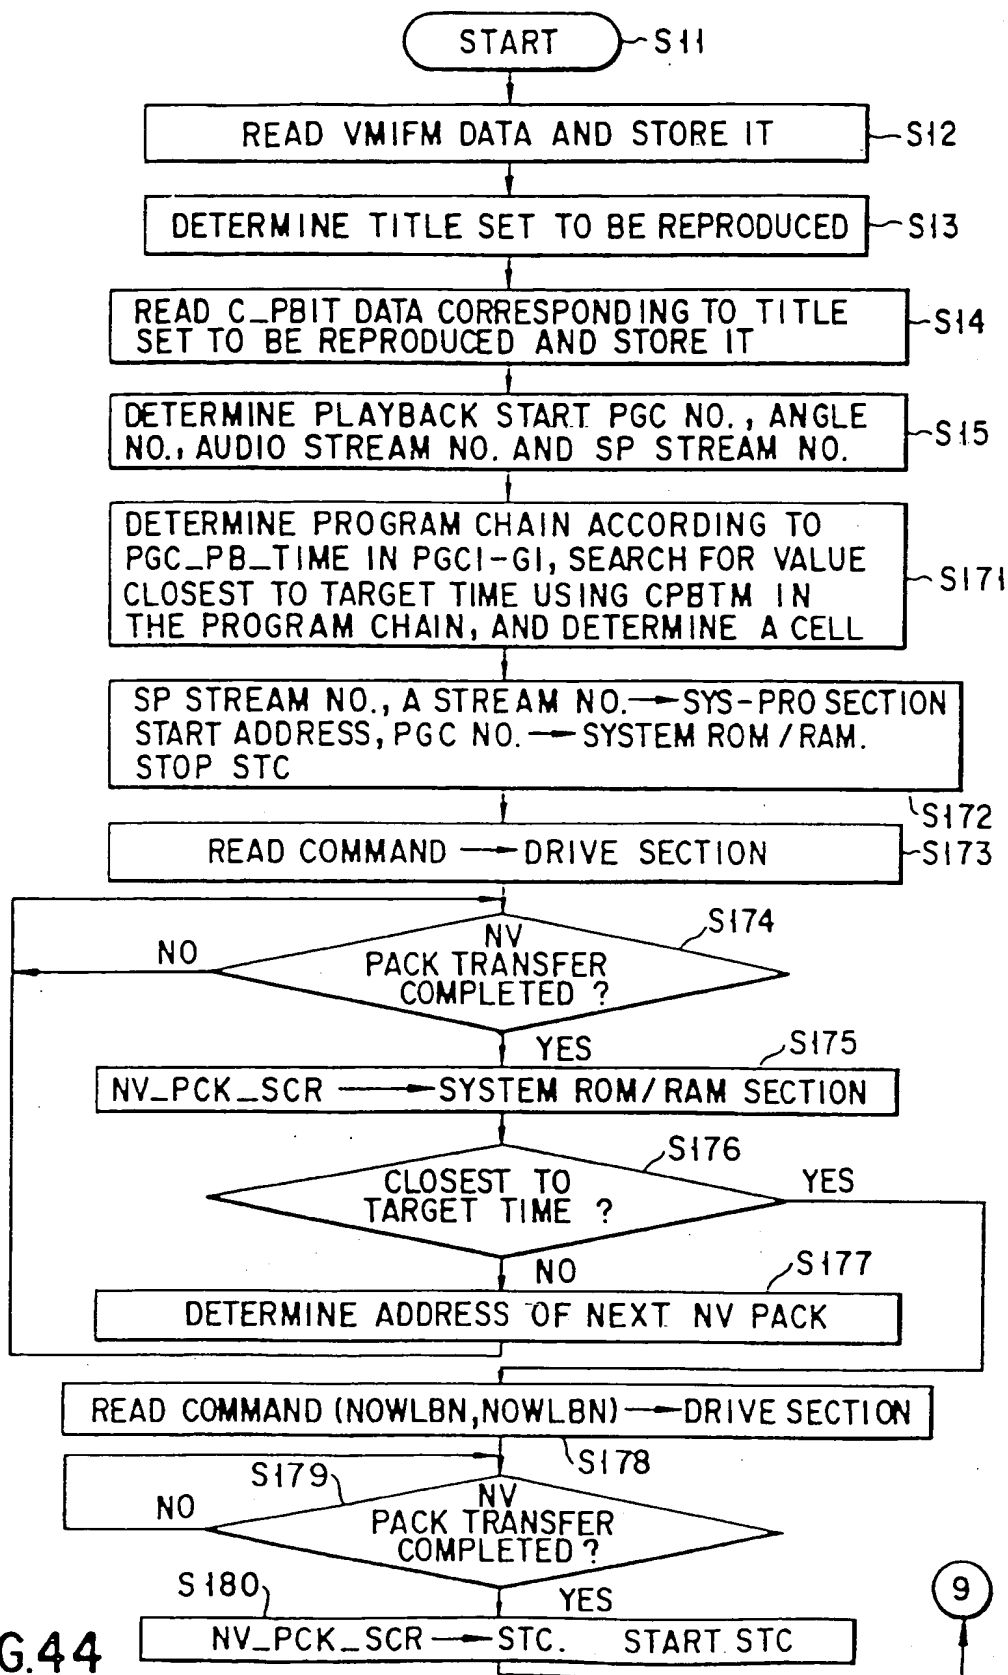 START S11
READ VMIFM DATA AND STORE IT S12
DETERMINE TITLE SET TO BE REPRODUCED S13
READ C_PBIT DATA CORRESPONDING TO TITLE
SET TO BE REPRODUCED AND STORE IT
S14
DETERMINE PLAYBACK START PGC NO., ANGLE
NO., AUDIO STREAM NO. AND SP STREAM NO.
S15
DETERMINE PROGRAM CHAIN ACCORDING TO
PGC_PB_TIME IN PGCI-GI, SEARCH FOR VALUE
CLOSEST TO TARGET TIME USING CPBTM IN
THE PROGRAM CHAIN, AND DETERMINE A CELL
S171
SP STREAM NO., A STREAM NO. → SYS-PRO SECTION
START ADDRESS, PGC NO. → SYSTEM ROM/RAM.
STOP STC
S172
READ COMMAND → DRIVE SECTION S173
S174
NV
PACK TRANSFER
COMPLETED ?
NO
YES
S175
NV_PCK_SCR → SYSTEM ROM/RAM SECTION
S176
CLOSEST TO
TARGET TIME ?
YES
NO
S177
DETERMINE ADDRESS OF NEXT NV PACK
READ COMMAND (NOWLBN,NOWLBN) → DRIVE SECTION
S178
S179
NV
PACK TRANSFER
COMPLETED ?
NO
YES
S180
NV_PCK_SCR → STC. START STC
9
G.44